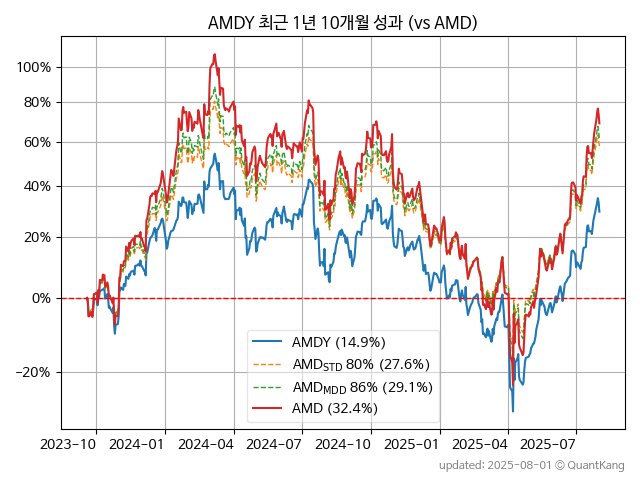 AMDY 최근 1년 10개월 성과 (vs AMD)
100%
80%
60%
40%
20%
0%
−20%
AMDY (14.9%)
AMDSTD 80% (27.6%)
AMDMDD 86% (29.1%)
AMD (32.4%)
2023-10 2024-01 2024-04 2024-07 2024-10 2025-01 2025-04 2025-07
updated: 2025-08-01 © QuantKang